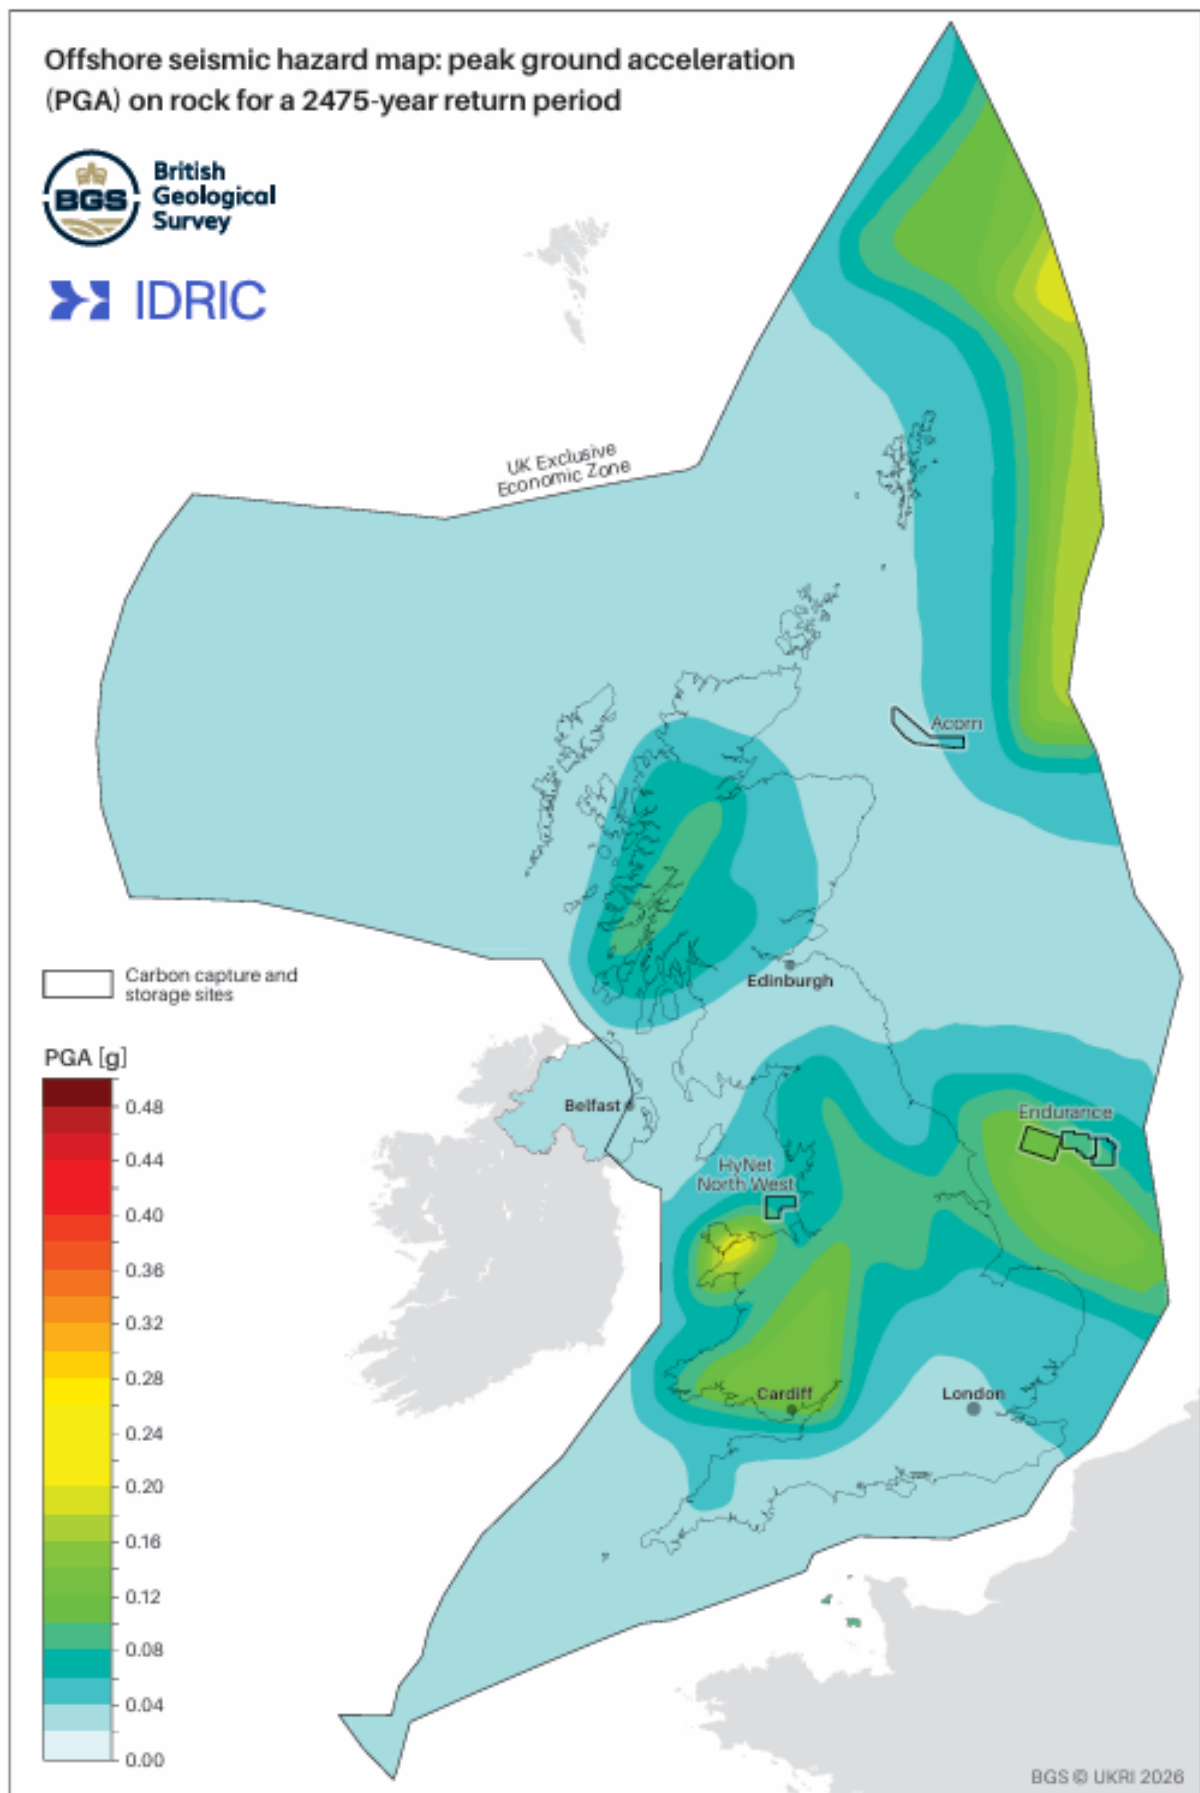 Offshore seismic hazard map: peak ground acceleration
(PGA) on rock for a 2475-year return period
BGS
British
Geological
Survey
IDRIC
UK Exclusive
Economic Zone
Acorn
Carbon capture and
storage sites
Edinburgh
PGA [g]
Belfast
Endurance
HyNet
North West
0.48
0.44
0.40
0.36
0.32
0.28
0.24
0.20
0.16
0.12
0.08
0.04
0.00
Cardiff
London
BGS © UKRI 2026